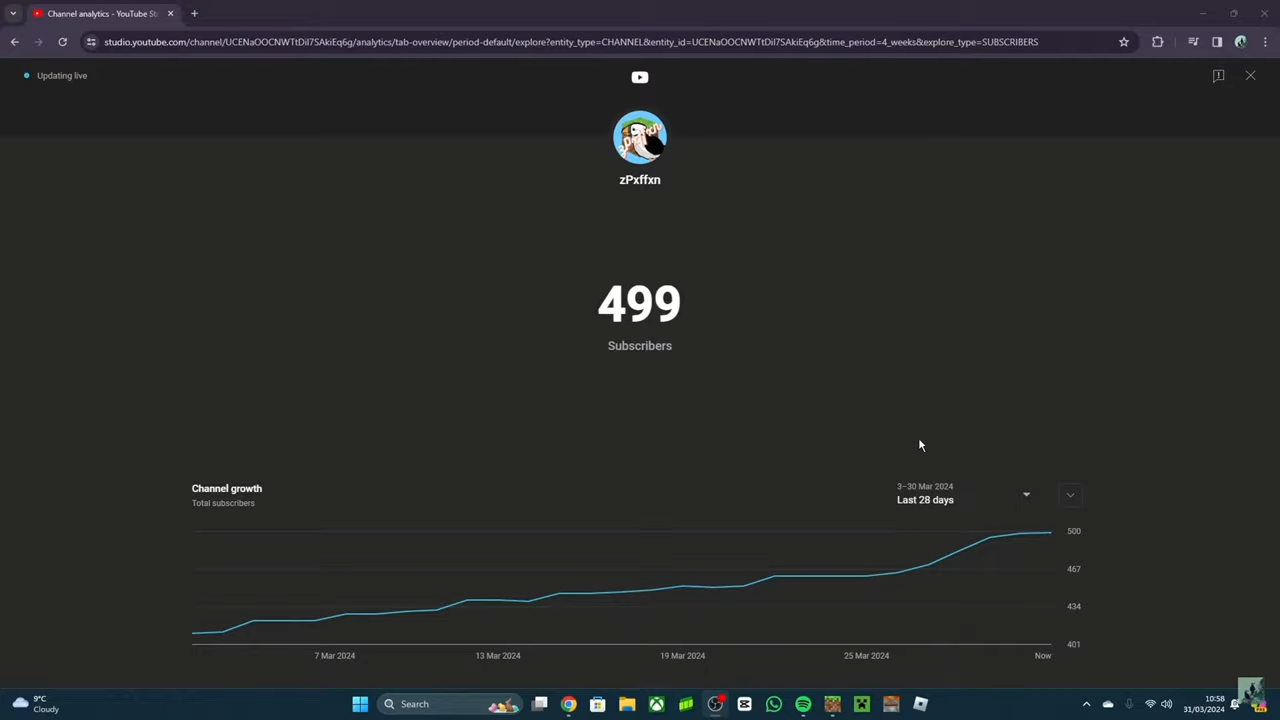 Channel analytics - YouTube St
studio.youtube.com/channel/UCENaOOCNWTtDil7SAkiEq6g/analytics/tab-overview/period-default/explore?entity_type=CHANNEL&entity_id=UCENaOOCNWTtDil7SAkiEq6g&time_period=4_weeks&explore_type=SUBSCRIBERS
Updating live
zPxffxn
499
Subscribers
Channel growth
Total subscribers
3–30 Mar 2024
Last 28 days
500
467
434
401
7 Mar 2024
13 Mar 2024
19 Mar 2024
25 Mar 2024
Now
9°C
Cloudy
Search
10:58
31/03/2024